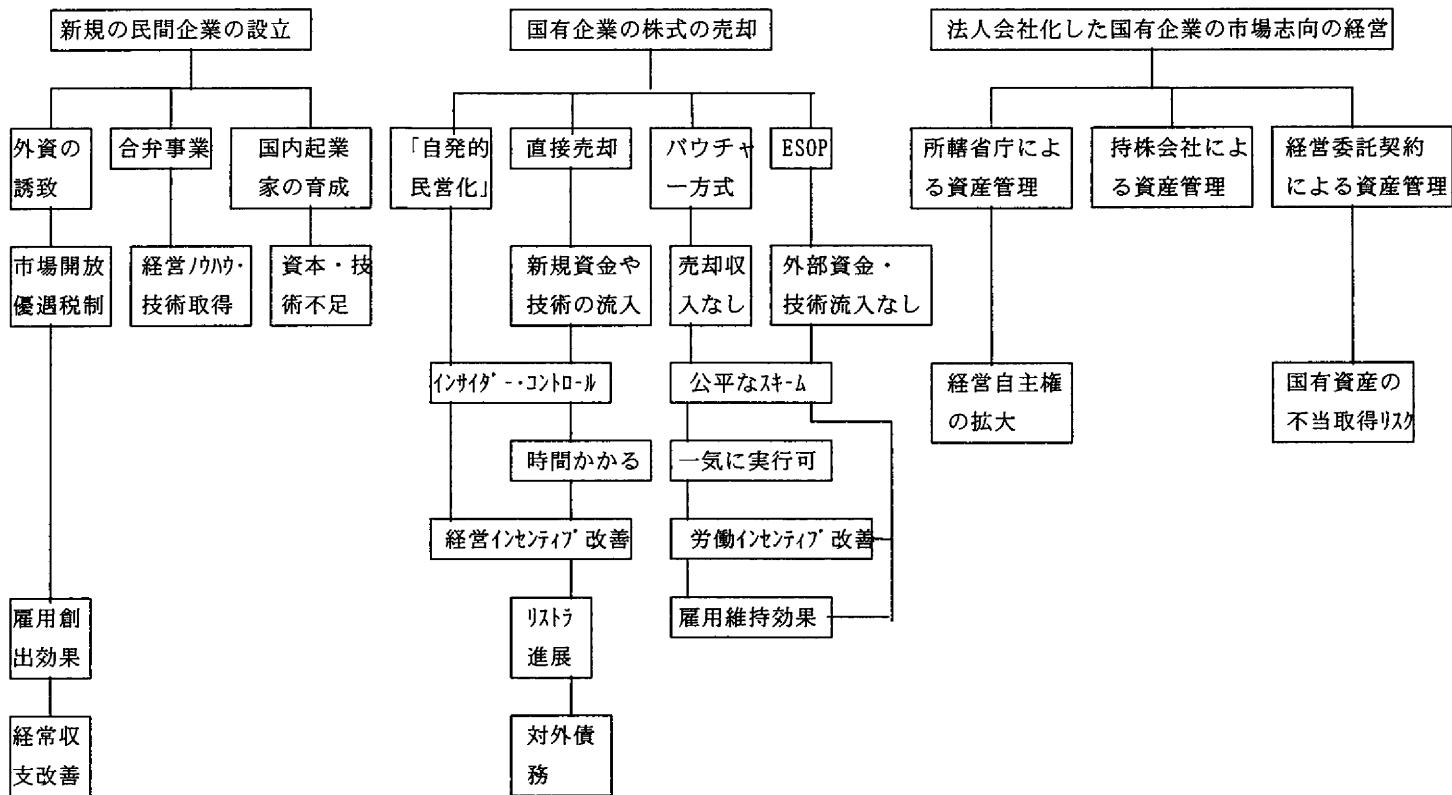 新規の民間企業の設立
国有企業の株式の売却
法人会社化した国有企業の市場志向の経営
外資の
誘致
合弁事業
国内起業
家の育成
「自発的
民営化」
直接売却
バウチャ
ー方式
ESOP
所轄省庁によ
る資産管理
持株会社によ
る資産管理
経営委託契約
による資産管理
市場開放
優遇税制
経営ノウハウ・
技術取得
資本・技
術不足
新規資金や
技術の流入
売却収
入なし
外部資金・
技術流入なし
インサイダー・コントロール
公平なスキーム
経営自主権
の拡大
国有資産の
不当取得リスク
時間かかる
一気に実行可
経営インセンティブ改善
労働インセンティブ改善
雇用創
出効果
リストラ
進展
雇用維持効果
経常収
支改善
対外債
務